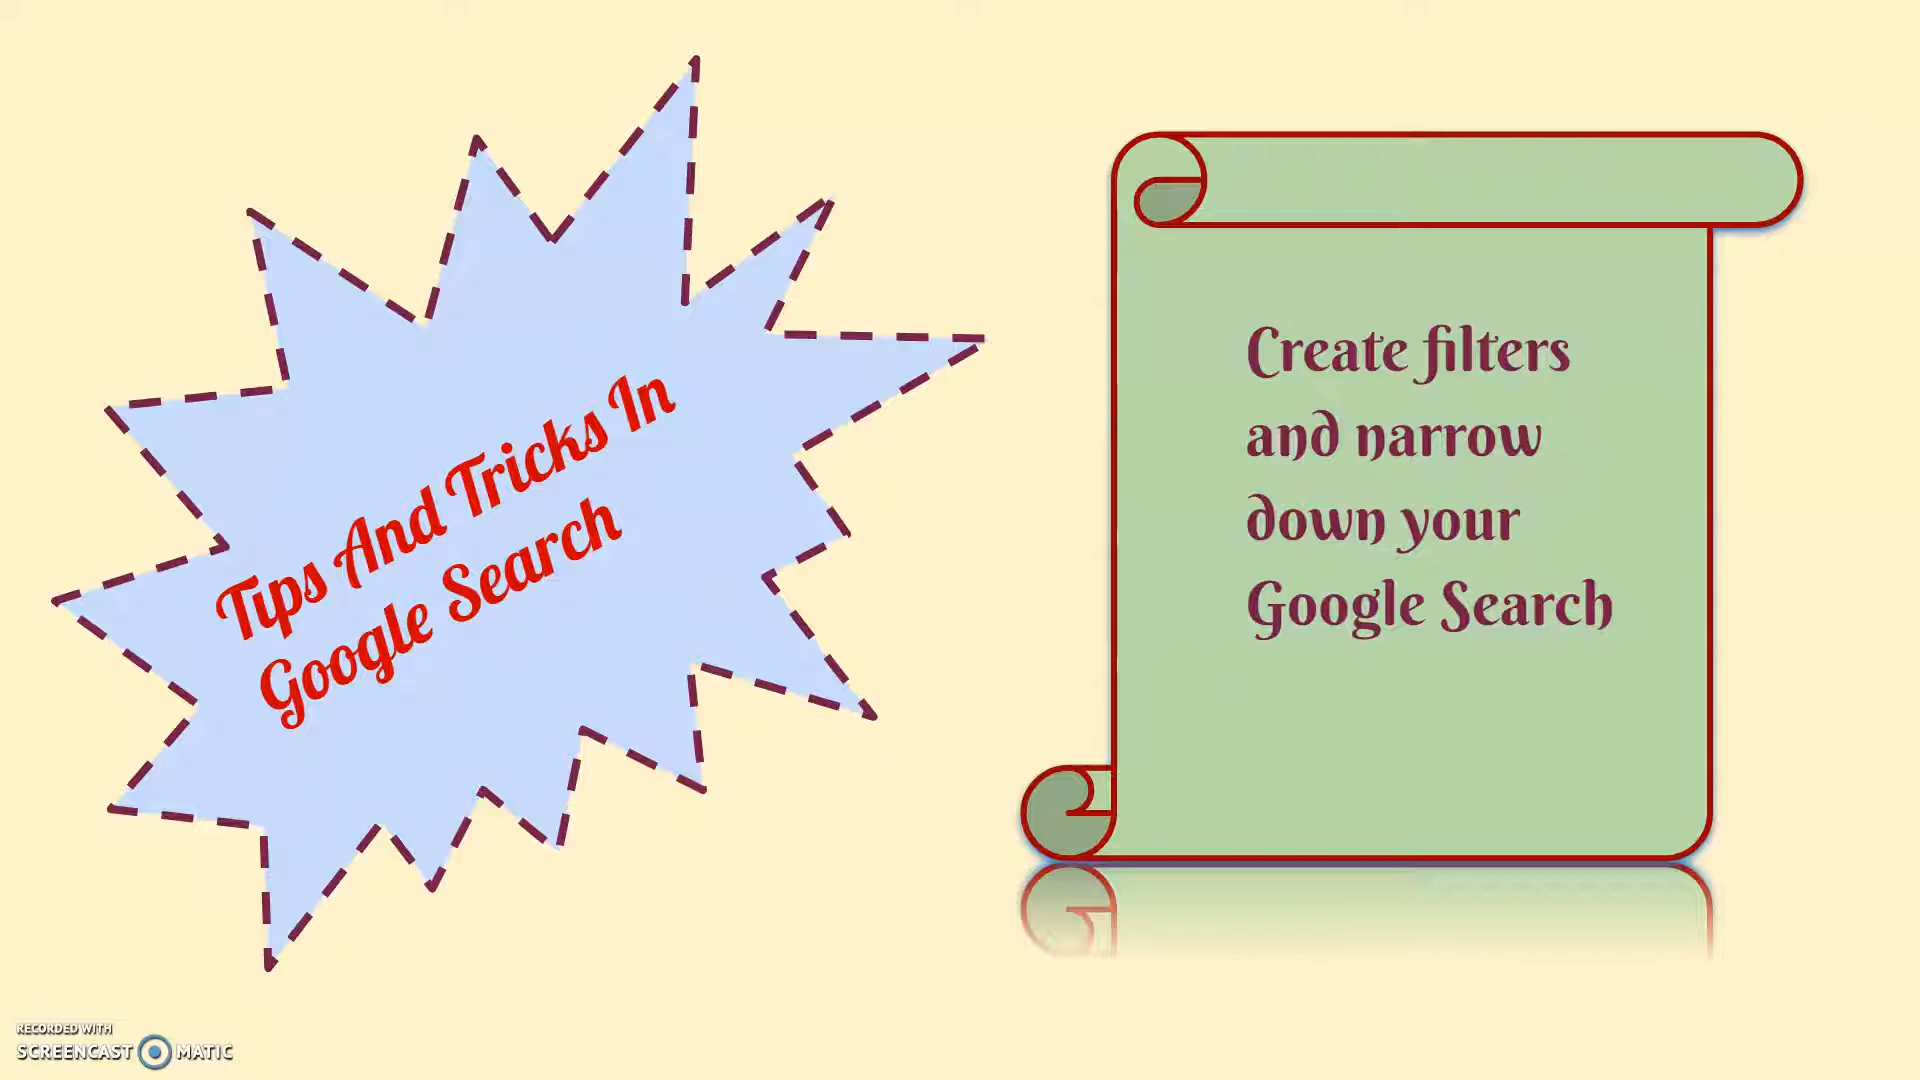 Tips And Tricks In
Google Search
Create filters
and narrow
down your
Google Search
RECORDED WITH
SCREENCAST MATIC